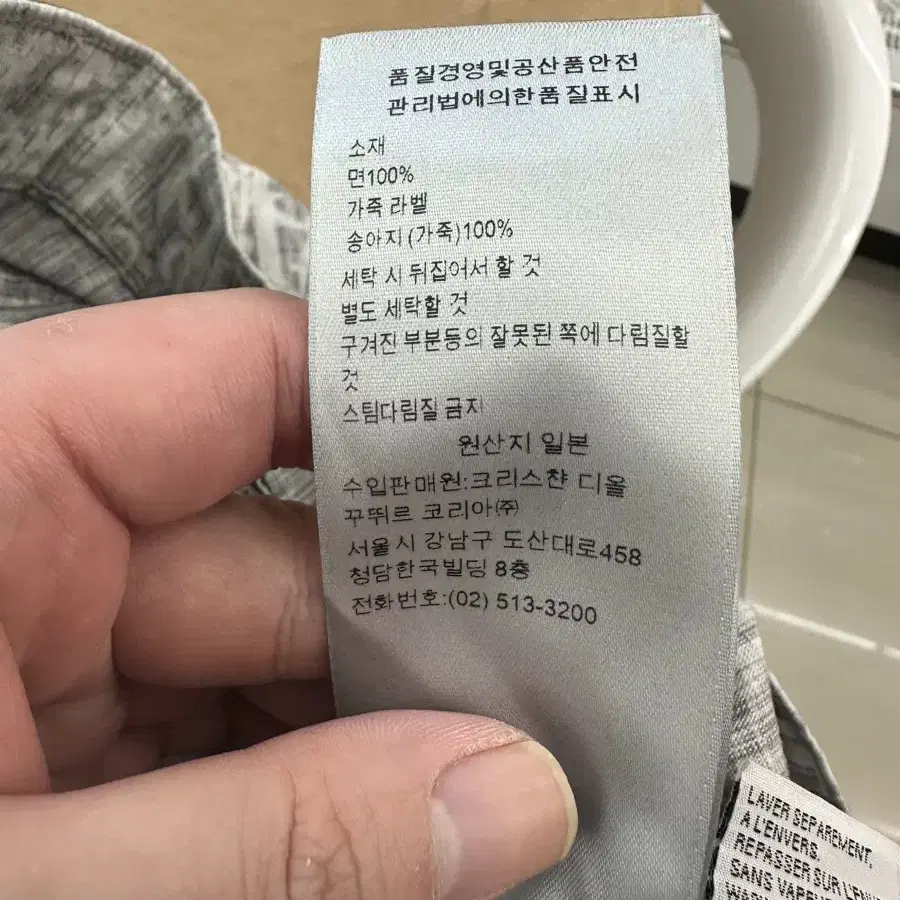 품질경영및공산품안전
관리법에의한품질표시
소재
면100%
가죽 라벨
송아지 (가죽)100%
세탁 시 뒤집어서 할 것
별도 세탁할 것
구겨진 부분등의 잘못된 쪽에 다림질할
것
스팀다림질 금지
원산지 일본
수입판매원:크리스챤 디올
꾸뛰르 코리아㈜
서울시 강남구 도산대로458
청담한국빌딩 8층
전화번호:(02) 513-3200
LAVER SEPAREMENT,
A L'ENVERS.
REPASSER SUR
SANS